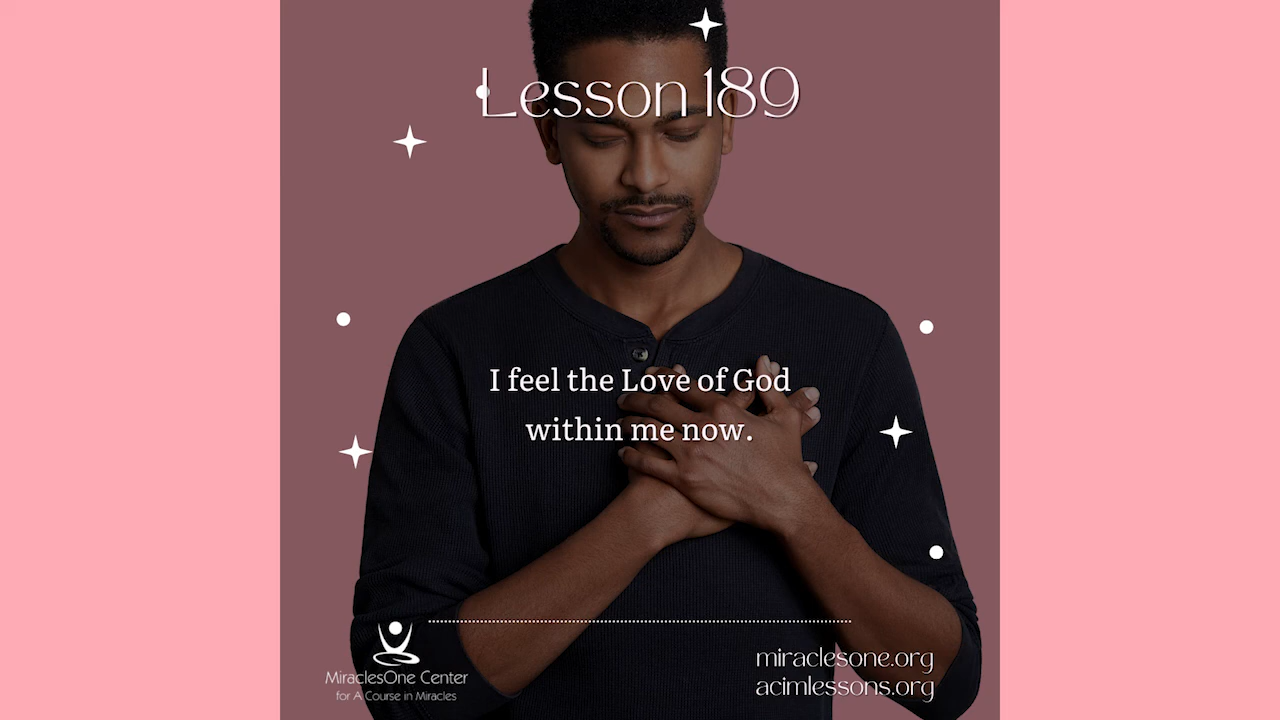 Lesson 189
I feel the Love of God
within me now.
MiraclesOne Center
for A Course in Miracles
miraclesone.org
acimlessons.org